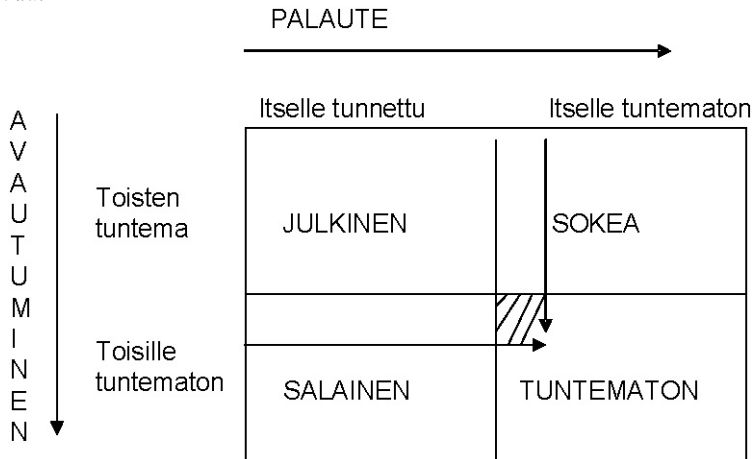 PALAUTE
Itselle tunnettu
Itselle tuntematon
AVAUTUMINEN
Toisten
tuntema
JULKINEN
SOKEA
Toisille
tuntematon
SALAINEN
TUNTEMATON